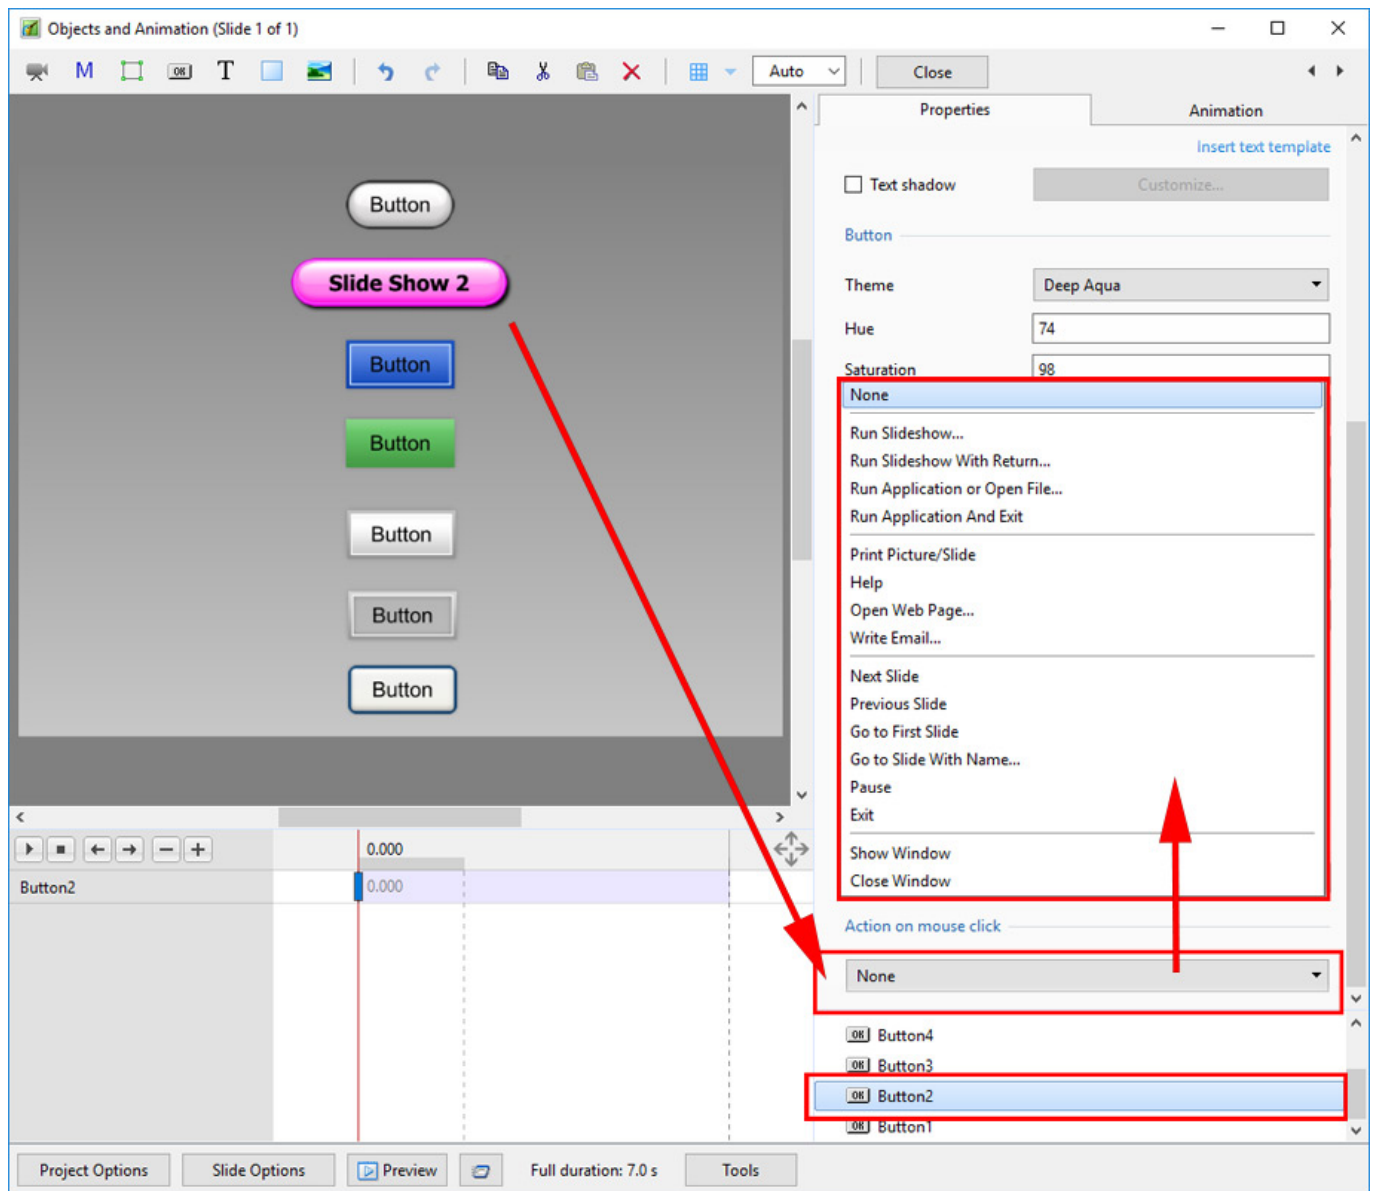 Objects and Animation (Slide 1 of 1)
M OK T Auto Close
Properties Animation
Insert text template
Text shadow Customize...
Button
Theme Deep Aqua
Hue 74
Saturation 98
None
Run Slideshow...
Run Slideshow With Return...
Run Application or Open File...
Run Application And Exit
Print Picture/Slide
Help
Open Web Page...
Write Email...
Next Slide
Previous Slide
Go to First Slide
Go to Slide With Name...
Pause
Exit
Show Window
Close Window
Action on mouse click
None
OK Button4
OK Button3
OK Button2
OK Button1
Button
Slide Show 2
Button
Button
Button
Button
Button
0.000
Button2 0.000
Project Options Slide Options Preview Full duration: 7.0 s Tools